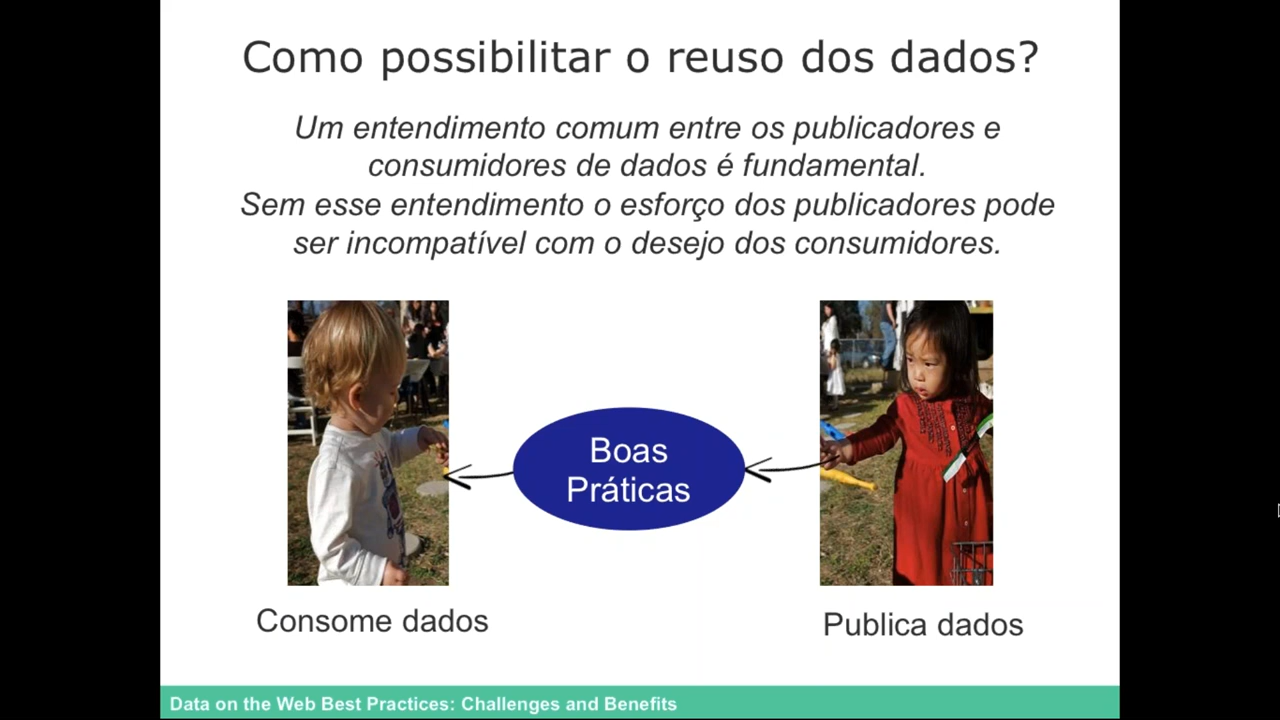 Como possibilitar o reuso dos dados?
Um entendimento comum entre os publicadores e
consumidores de dados é fundamental.
Sem esse entendimento o esforço dos publicadores pode
ser incompatível com o desejo dos consumidores.
Boas
Práticas
Consome dados
Publica dados
Data on the Web Best Practices: Challenges and Benefits